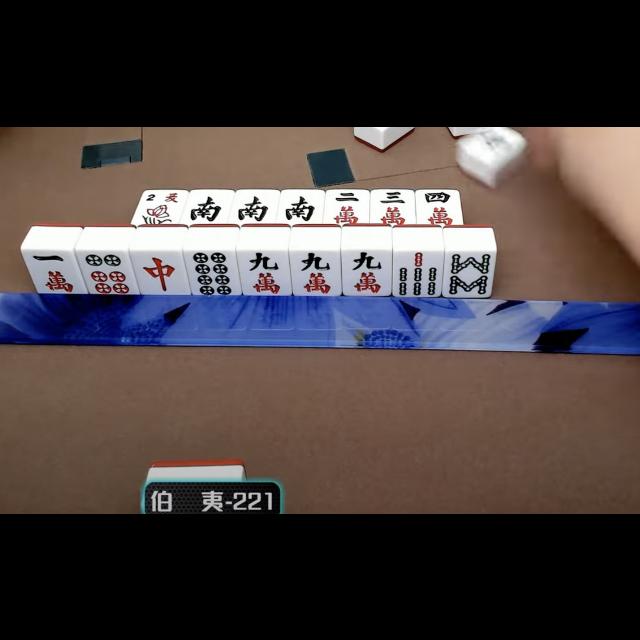 2 葵
南 南 南 二萬 三萬 四萬
一萬 中 九萬 九萬 九萬
伯 夷-221